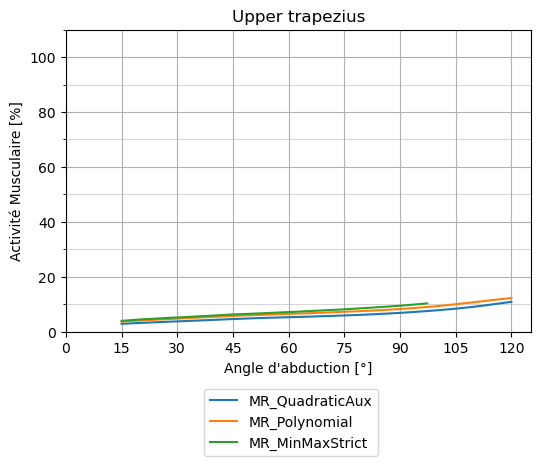 Upper trapezius
Activité Musculaire [%]
100
80
60
40
20
0
0 15 30 45 60 75 90 105 120
Angle d'abduction [°]
MR_QuadraticAux
MR_Polynomial
MR_MinMaxStrict